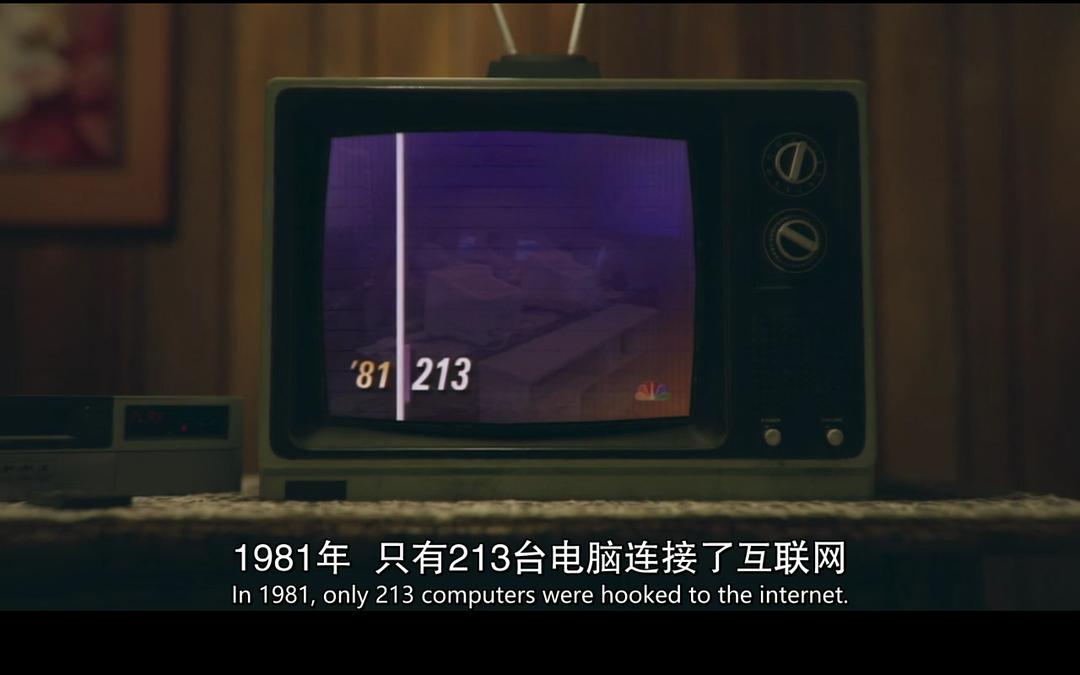 '81 213
1981年 只有213台电脑连接了互联网
In 1981, only 213 computers were hooked to the internet.